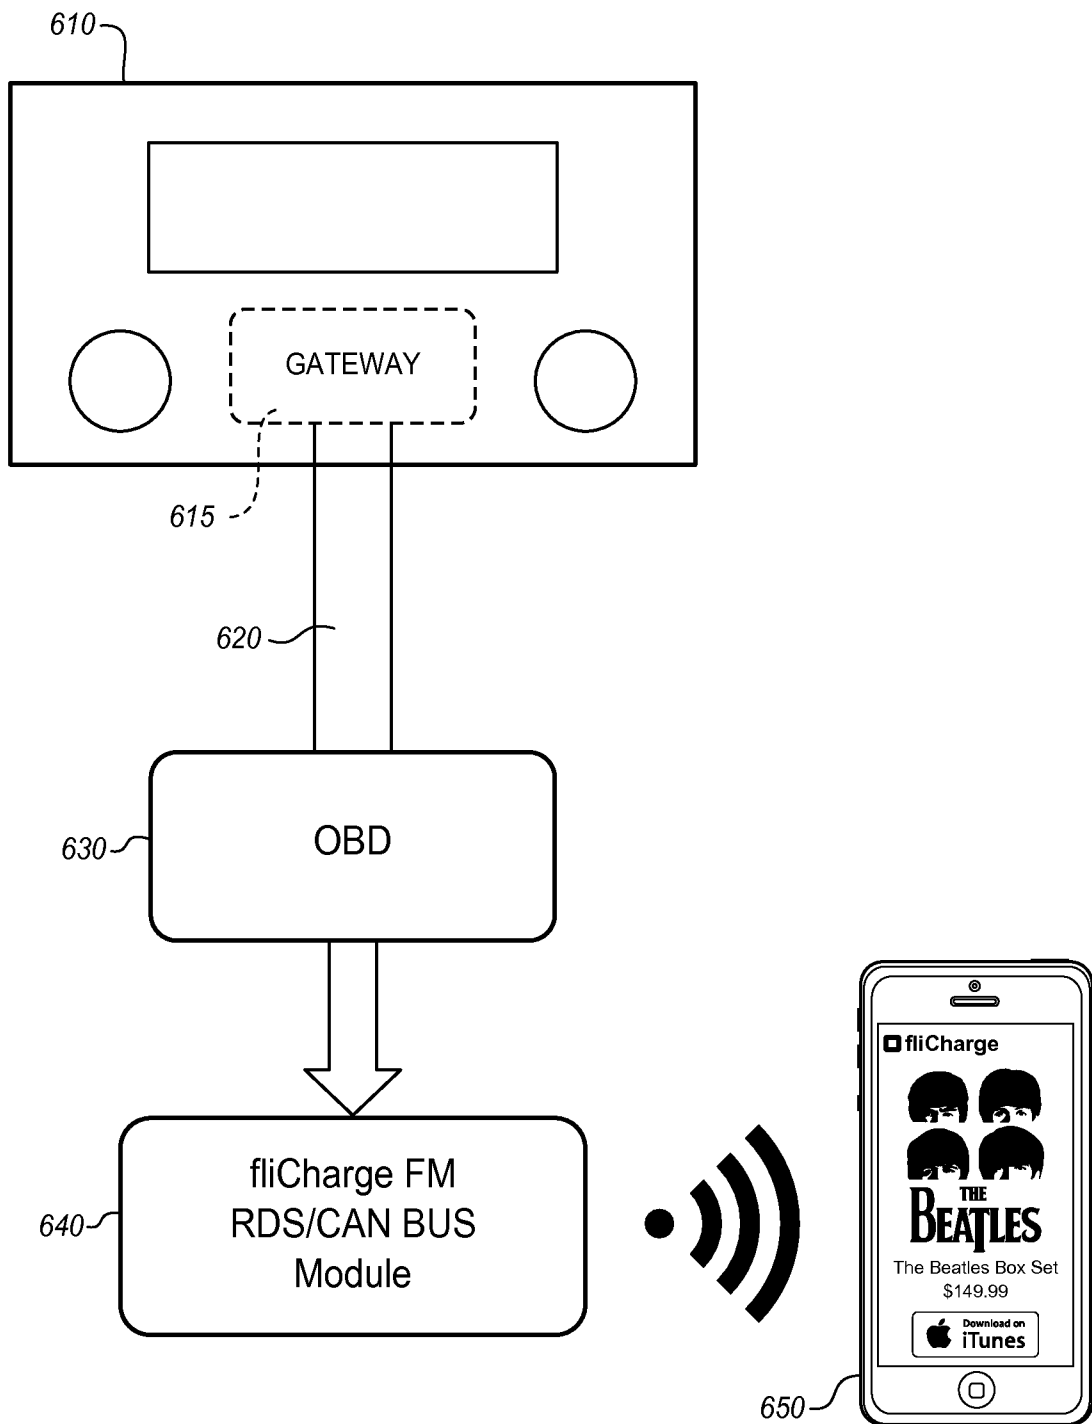 610
GATEWAY
615
620
OBD
630
fliCharge FM
RDS/CAN BUS
Module
640
fliCharge
THE
BEATLES
The Beatles Box Set
$149.99
Download on
iTunes
650